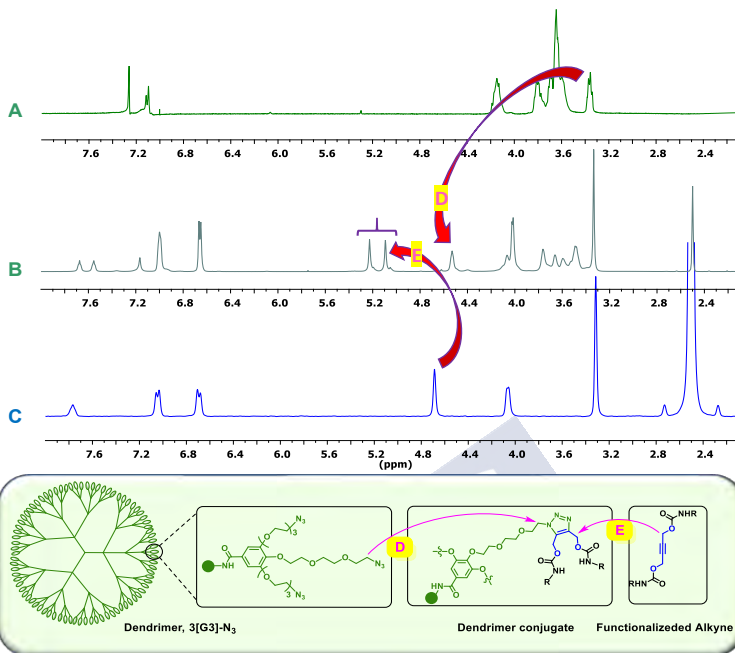 A
7.6 7.2 6.8 6.4 6.0 5.6 5.2 4.8 4.4 4.0 3.6 3.2 2.8 2.4
D
E
B
7.6 7.2 6.8 6.4 6.0 5.6 5.2 4.8 4.4 4.0 3.6 3.2 2.8 2.4
C
7.6 7.2 6.8 6.4 6.0 5.6 5.2 4.8 4.4 4.0 3.6 3.2 2.8 2.4
(ppm)
N3
O
3
O
NH
O
O
O
N3
O
3
N3
D
N
N
N
O
O
O
O
O
O
O
O
NH
R
O
O
NH
R
O
NH
E
O
NHR
O
O
RHN
O
Dendrimer, 3[G3]-N3
Dendrimer conjugate
Functionalizeded Alkyne